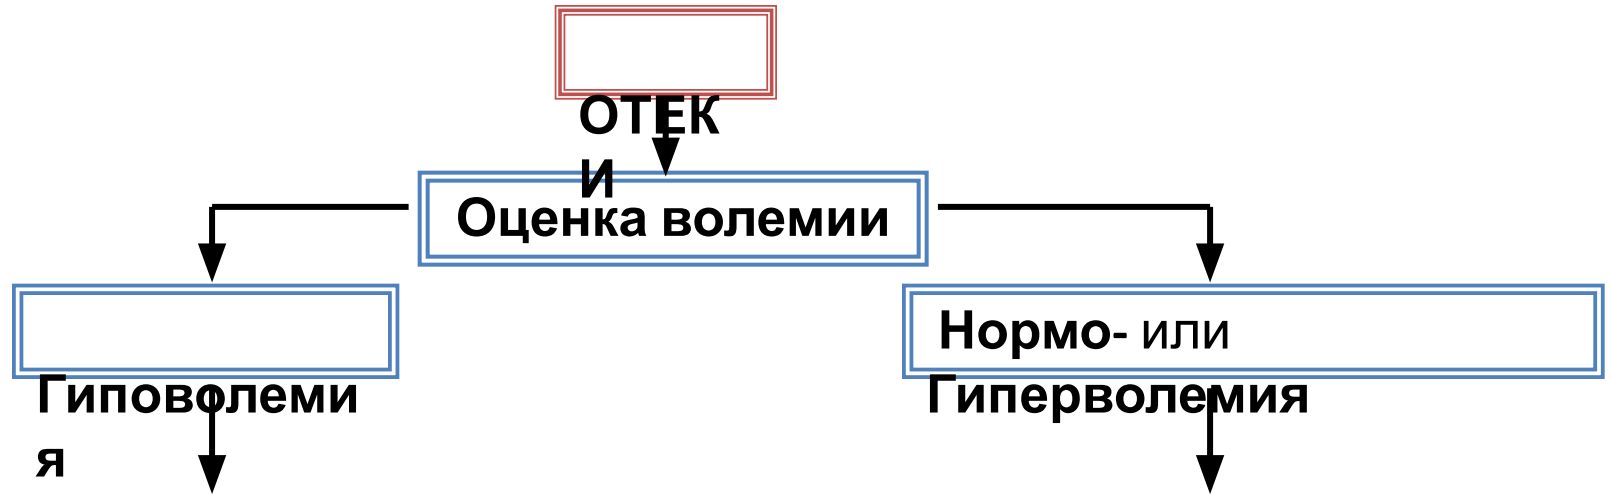 ОТЕК
И
Оценка волемии
Нормо- или
Гиповолеми
я
Гиперволемия